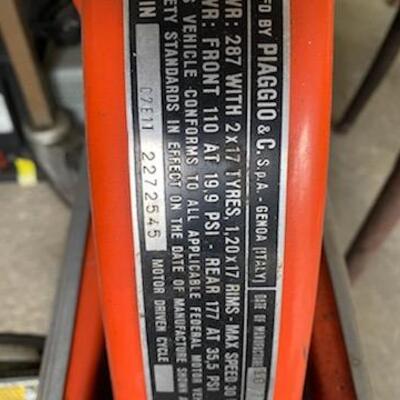 FD BY PIAGGIO & C. S.p.A. - GENOA (ITALY) DATE OF MANUFACTURE
WR: 287 WITH 2x17 TYRES, 1,20x17 RIMS - MAX SPEED 30
WR: FRONT 110 AT 19,9 PSI - REAR 177 AT 35,5 PSI
S VEHICLE CONFORMS TO ALL APPLICABLE FEDERAL MOTOR VE
ETY STANDARDS IN EFFECT ON THE DATE OF MANUFACTURE SHOWN A
IN C7E1T 2272545 MOTOR DRIVEN CYCLE